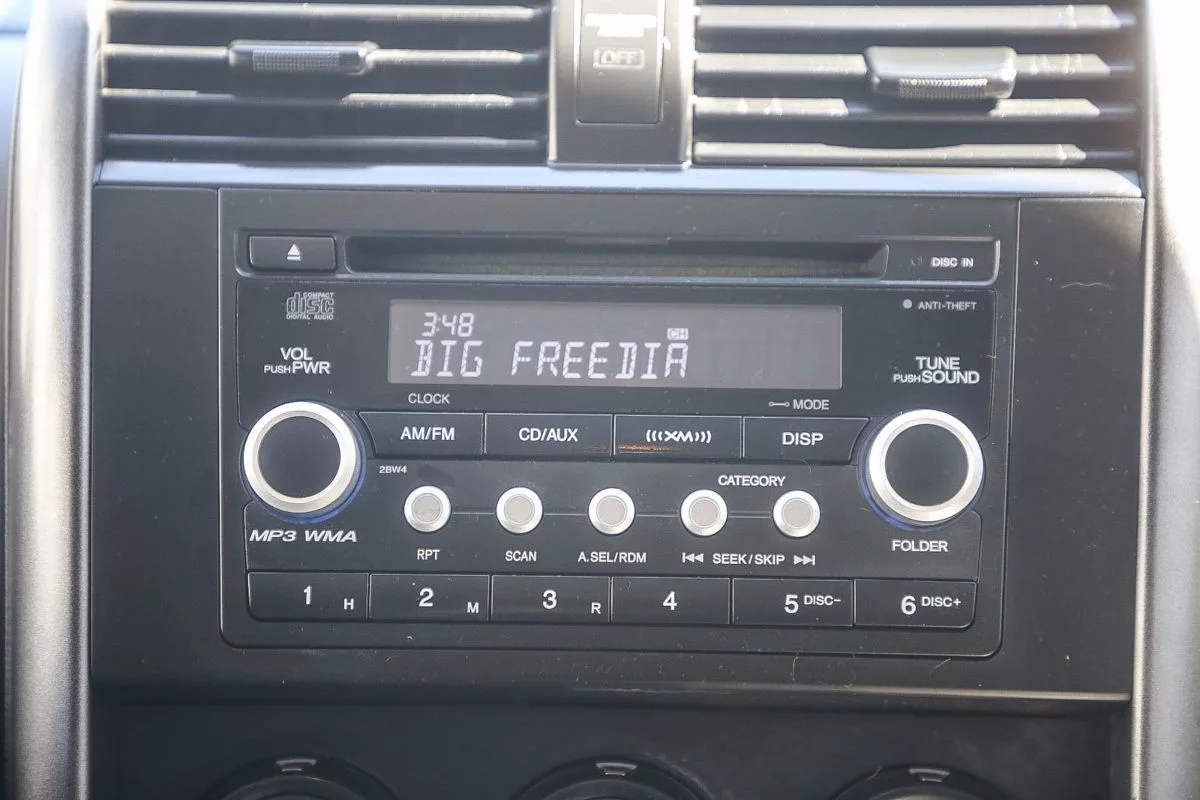 OFF
DISC IN
COMPACT
disc
DIGITAL AUDIO
ANTI-THEFT
3:48
CH
BIG FREEDIA
VOL
PUSH PWR
TUNE
PUSH SOUND
CLOCK
MODE
AM/FM
CD/AUX
(((XM)))
DISP
2BW4
CATEGORY
MP3 WMA
RPT
SCAN
A.SEL/RDM
SEEK/SKIP
FOLDER
1 H
2 M
3 R
4
5 DISC-
6 DISC+